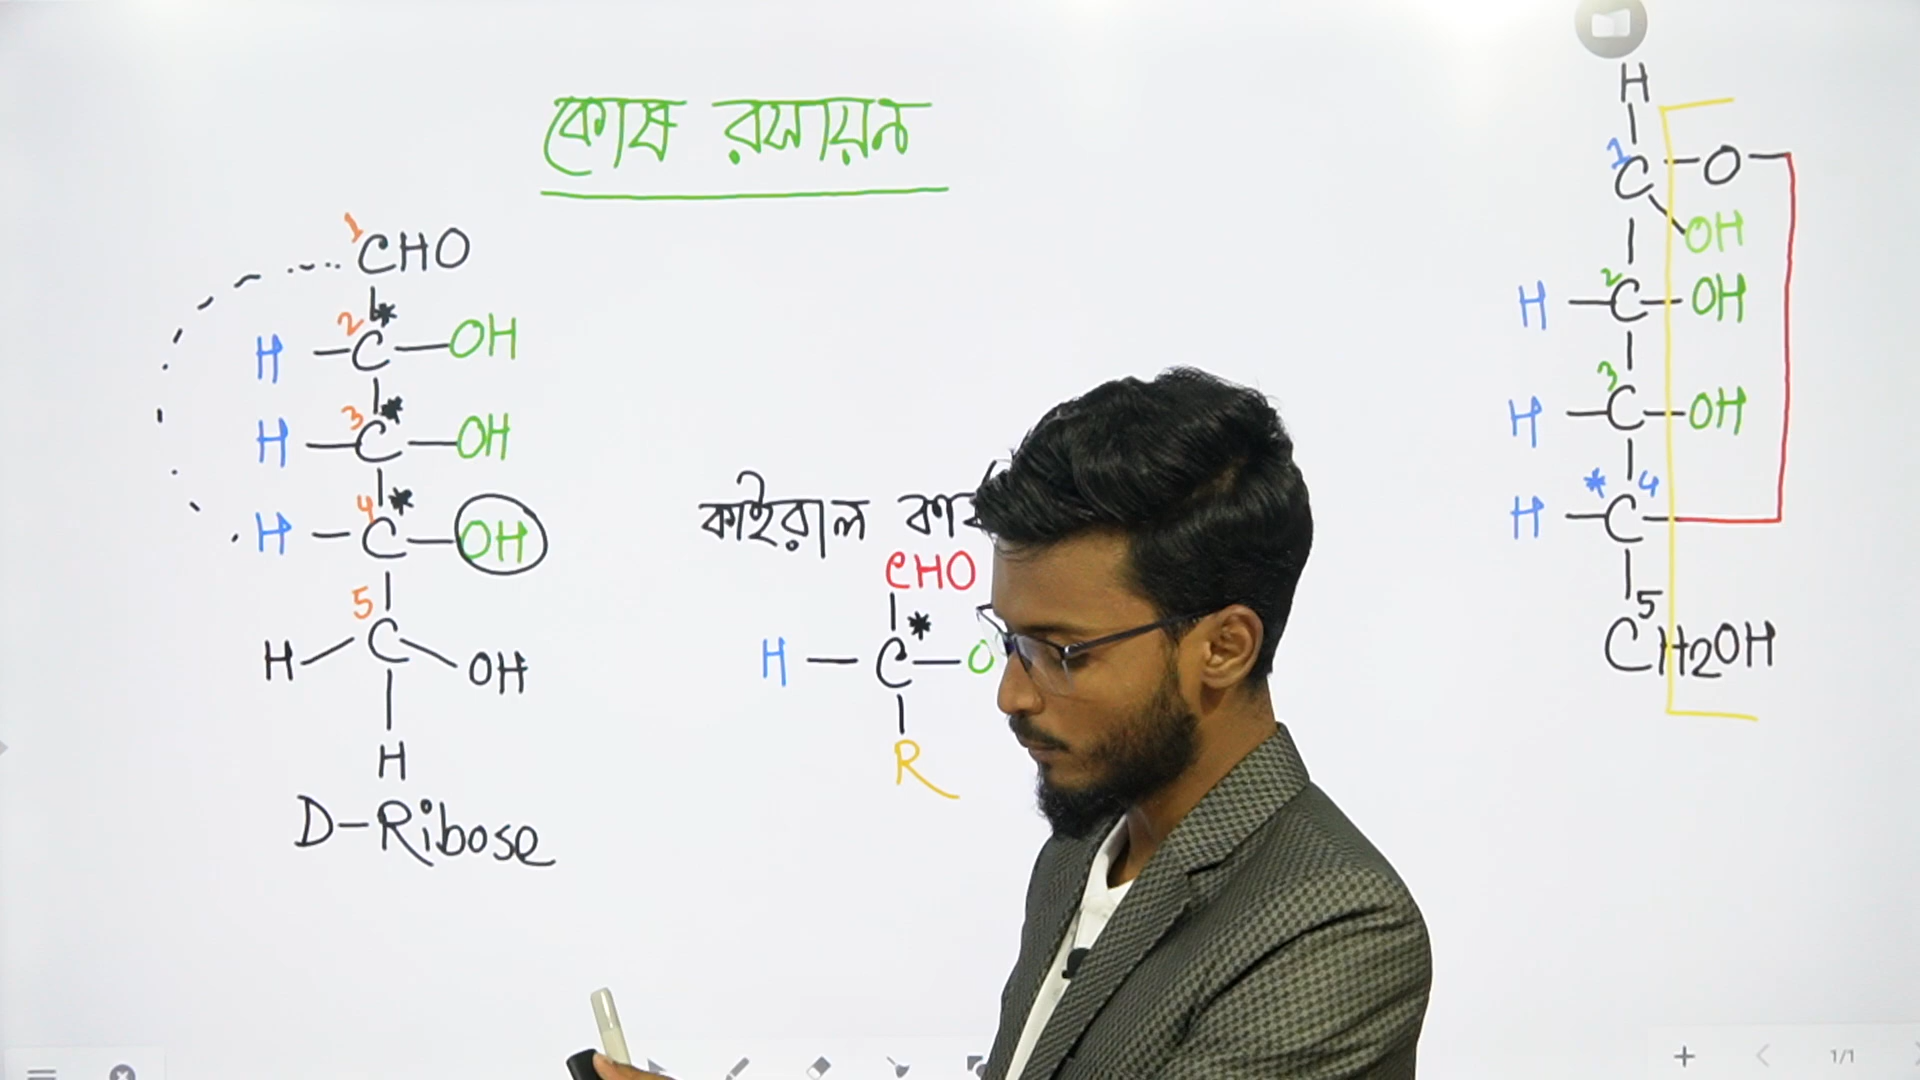 কোষ রসায়ন
1
CHO
2 *
H – C – OH
3 *
H – C – OH
4 *
H – C – OH
5
H C OH
H
D-Ribose
কাইরাল
CHO
*
H – C – O
R
H
1
C – O
OH
2
H – C – OH
3
H – C – OH
* 4
H – C
5
CH2OH
1/1